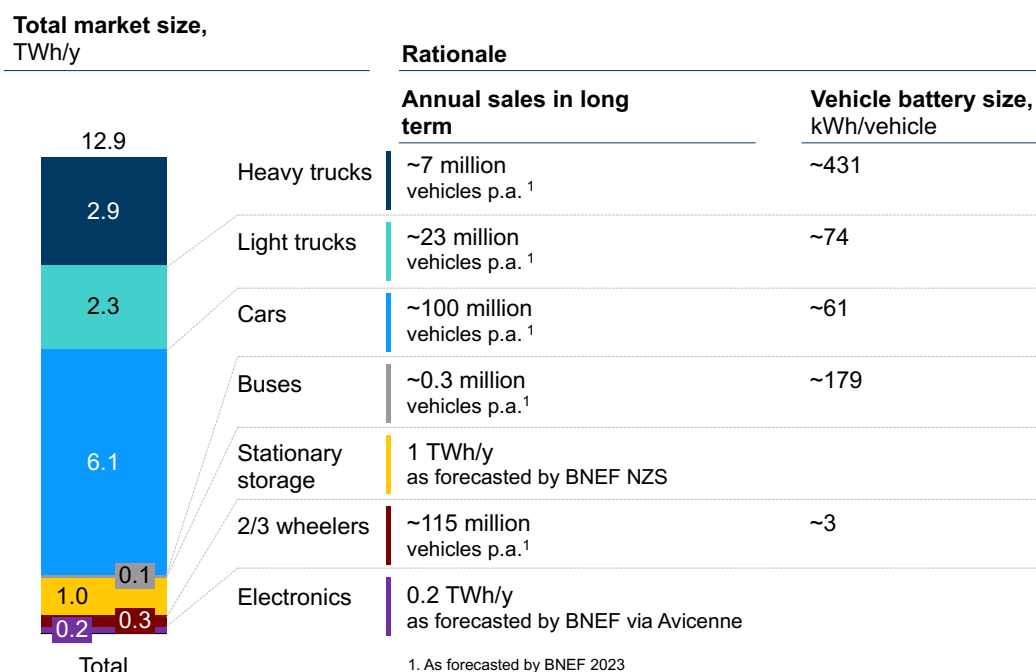 Total market size,
TWh/y
Rationale
Annual sales in long
term
Vehicle battery size,
kWh/vehicle
12.9
2.9
2.3
6.1
0.1
1.0
0.3
0.2
Total
Heavy trucks
~7 million
vehicles p.a. 1
~431
Light trucks
~23 million
vehicles p.a. 1
~74
Cars
~100 million
vehicles p.a. 1
~61
Buses
~0.3 million
vehicles p.a.1
~179
Stationary
storage
1 TWh/y
as forecasted by BNEF NZS
2/3 wheelers
~115 million
vehicles p.a.1
~3
Electronics
0.2 TWh/y
as forecasted by BNEF via Avicenne
1. As forecasted by BNEF 2023